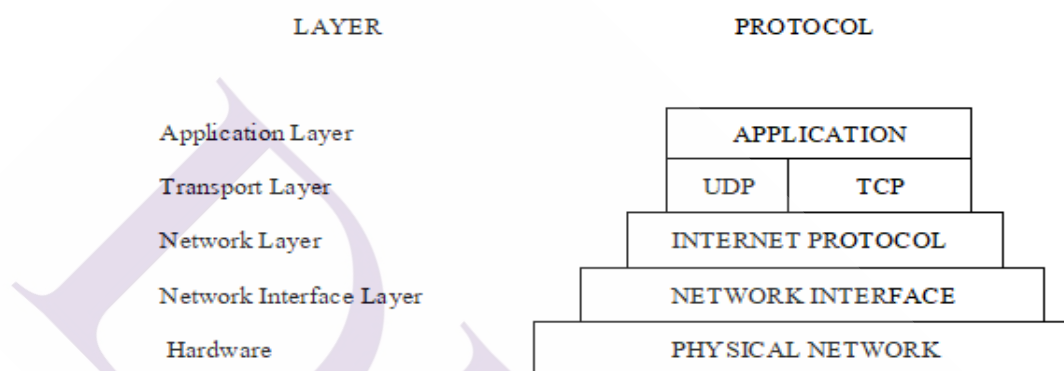 LAYER PROTOCOL
Application Layer APPLICATION
Transport Layer UDP TCP
Network Layer INTERNET PROTOCOL
Network Interface Layer NETWORK INTERFACE
Hardware PHYSICAL NETWORK